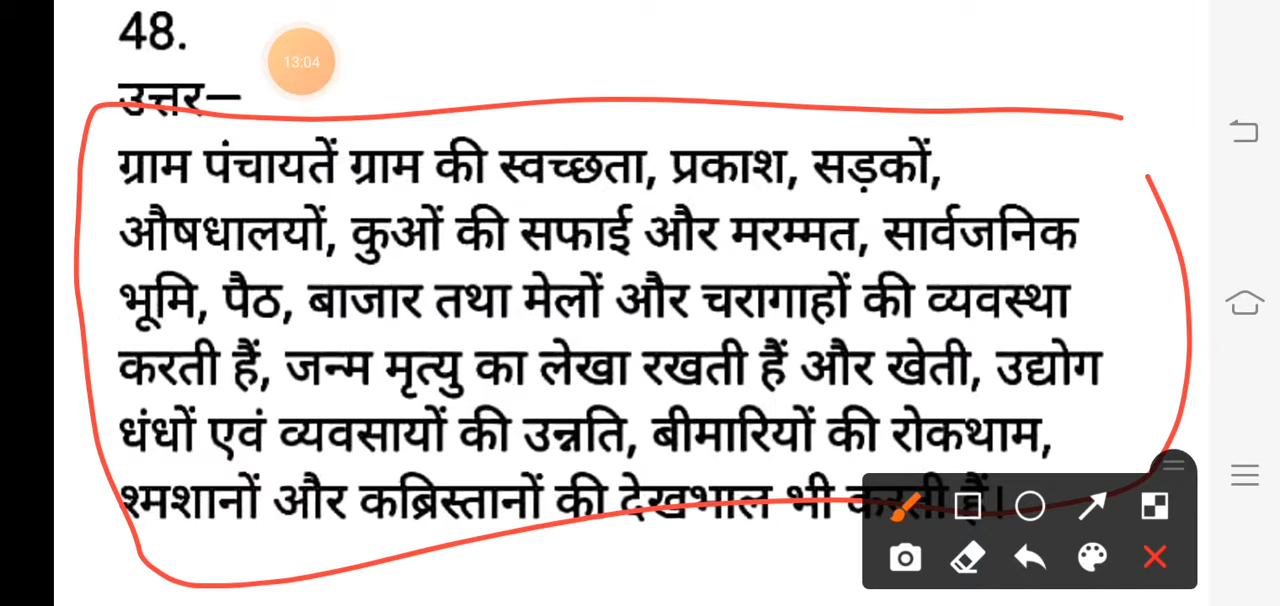 48.
13:04
उत्तर—
ग्राम पंचायतें ग्राम की स्वच्छता, प्रकाश, सड़कों,
औषधालयों, कुओं की सफाई और मरम्मत, सार्वजनिक
भूमि, पैठ, बाजार तथा मेलों और चरागाहों की व्यवस्था
करती हैं, जन्म मृत्यु का लेखा रखती हैं और खेती, उद्योग
धंधों एवं व्यवसायों की उन्नति, बीमारियों की रोकथाम,
श्मशानों और कब्रिस्तानों की देखभाल भी करती हैं।